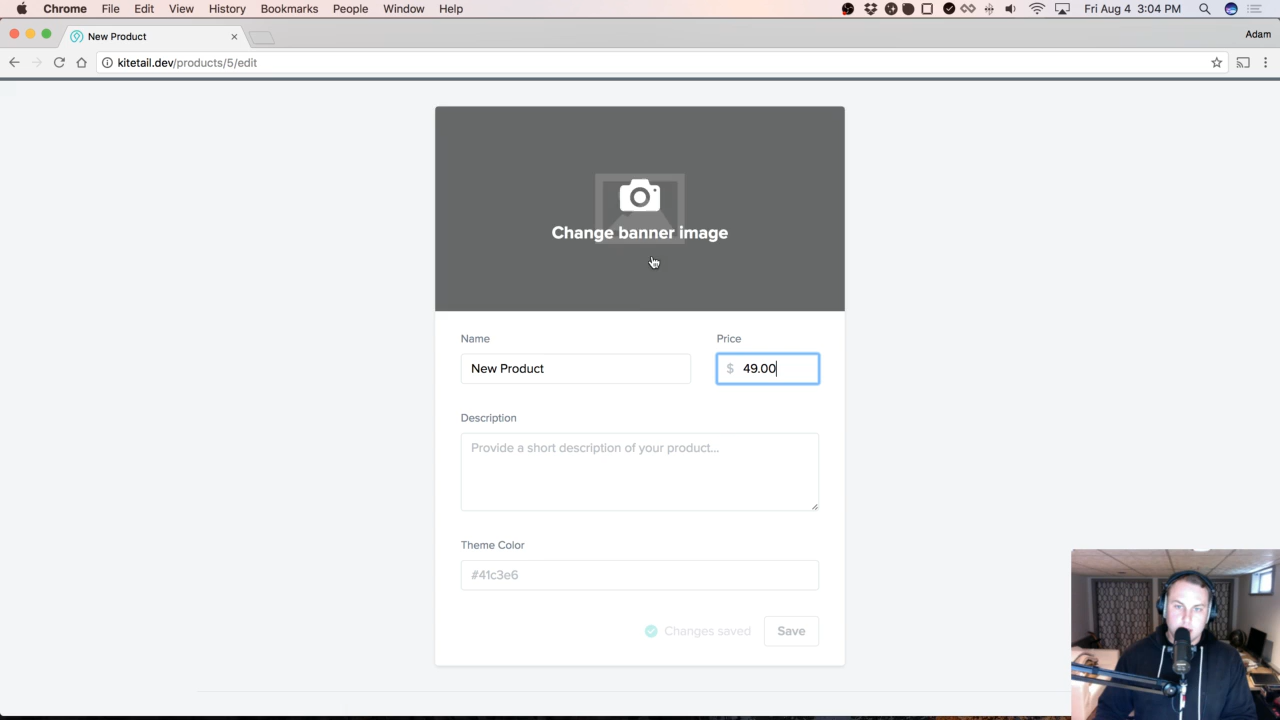 Chrome File Edit View History Bookmarks People Window Help Fri Aug 4 3:04 PM
New Product Adam
kitetail.dev/products/5/edit
Change banner image
Name Price
New Product $ 49.00
Description
Provide a short description of your product...
Theme Color
#41c3e6
Changes saved Save